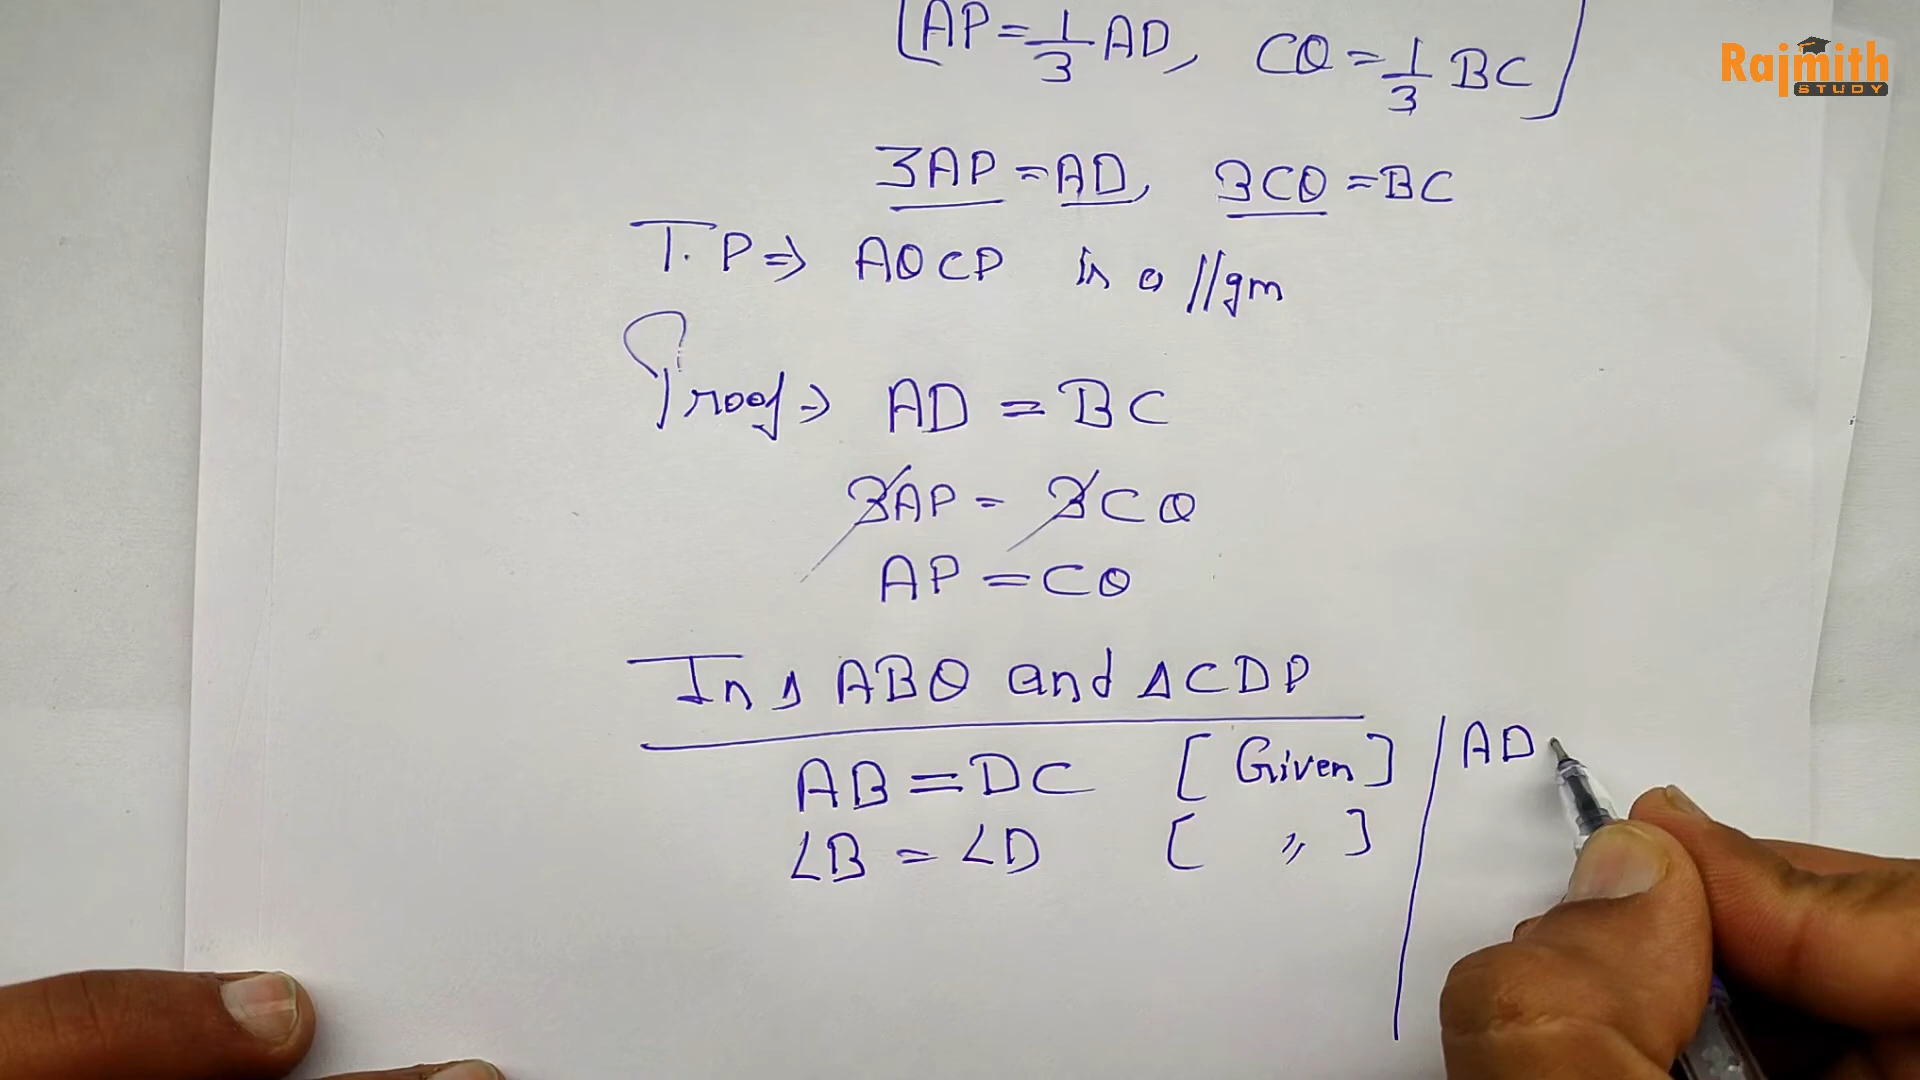 [AP = 1/3 AD, CQ = 1/3 BC]
Rajmith
STUDY
3AP = AD, 3CQ = BC
T.P ⇒ AQCP is a //gm
Proof ⇒ AD = BC
3AP = 3CQ
AP = CQ
In Δ ABQ and Δ CDP
AB = DC [Given]
∠B = ∠D [ ,, ]
AD